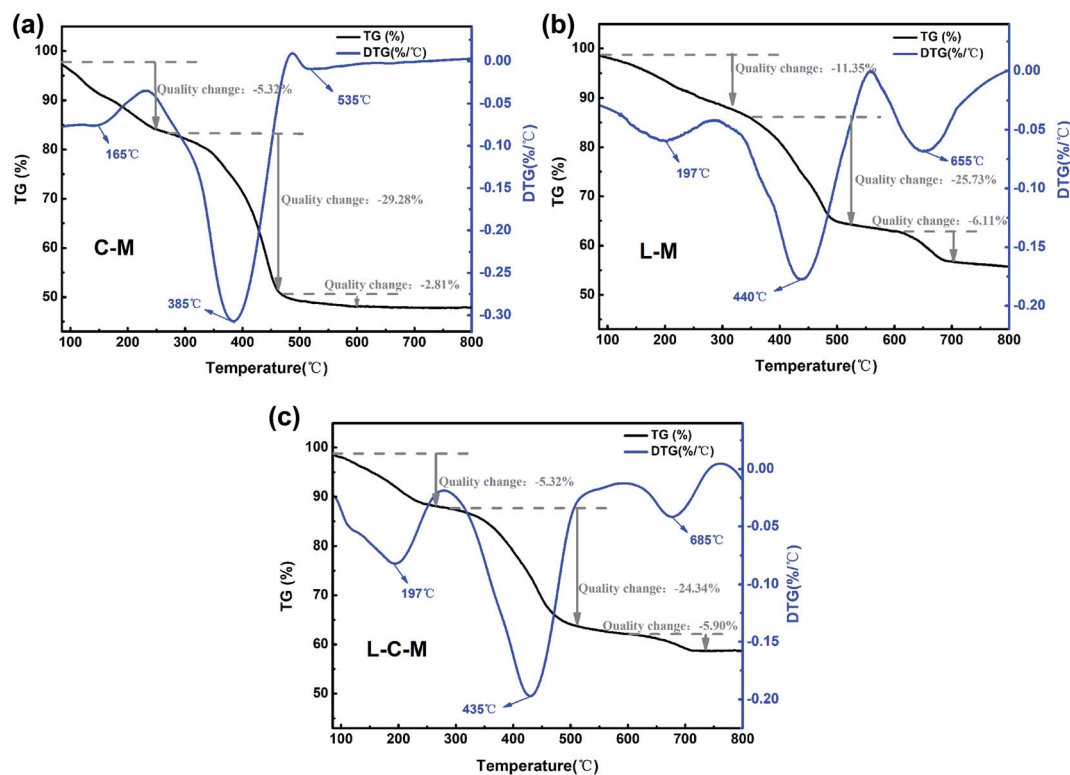 (a)
TG (%)
DTG(%/℃)
Quality change: -5.32%
165℃
535℃
Quality change: -29.28%
C-M
Quality change: -2.81%
385℃
100
90
80
70
60
50
TG (%)
0.00
-0.05
-0.10
-0.15
-0.20
-0.25
-0.30
DTG(%/℃)
100 200 300 400 500 600 700 800
Temperature(℃)
(b)
TG (%)
DTG(%/℃)
Quality change: -11.35%
197℃
655℃
Quality change: -25.73%
Quality change: -6.11%
L-M
440℃
100
90
80
70
60
50
TG (%)
0.00
-0.05
-0.10
-0.15
-0.20
DTG(%/℃)
100 200 300 400 500 600 700 800
Temperature(℃)
(c)
TG (%)
DTG(%/℃)
Quality change: -5.32%
685℃
197℃
Quality change: -24.34%
Quality change: -5.90%
L-C-M
435℃
100
90
80
70
60
50
TG (%)
0.00
-0.05
-0.10
-0.15
-0.20
DTG(%/℃)
100 200 300 400 500 600 700 800
Temperature(℃)